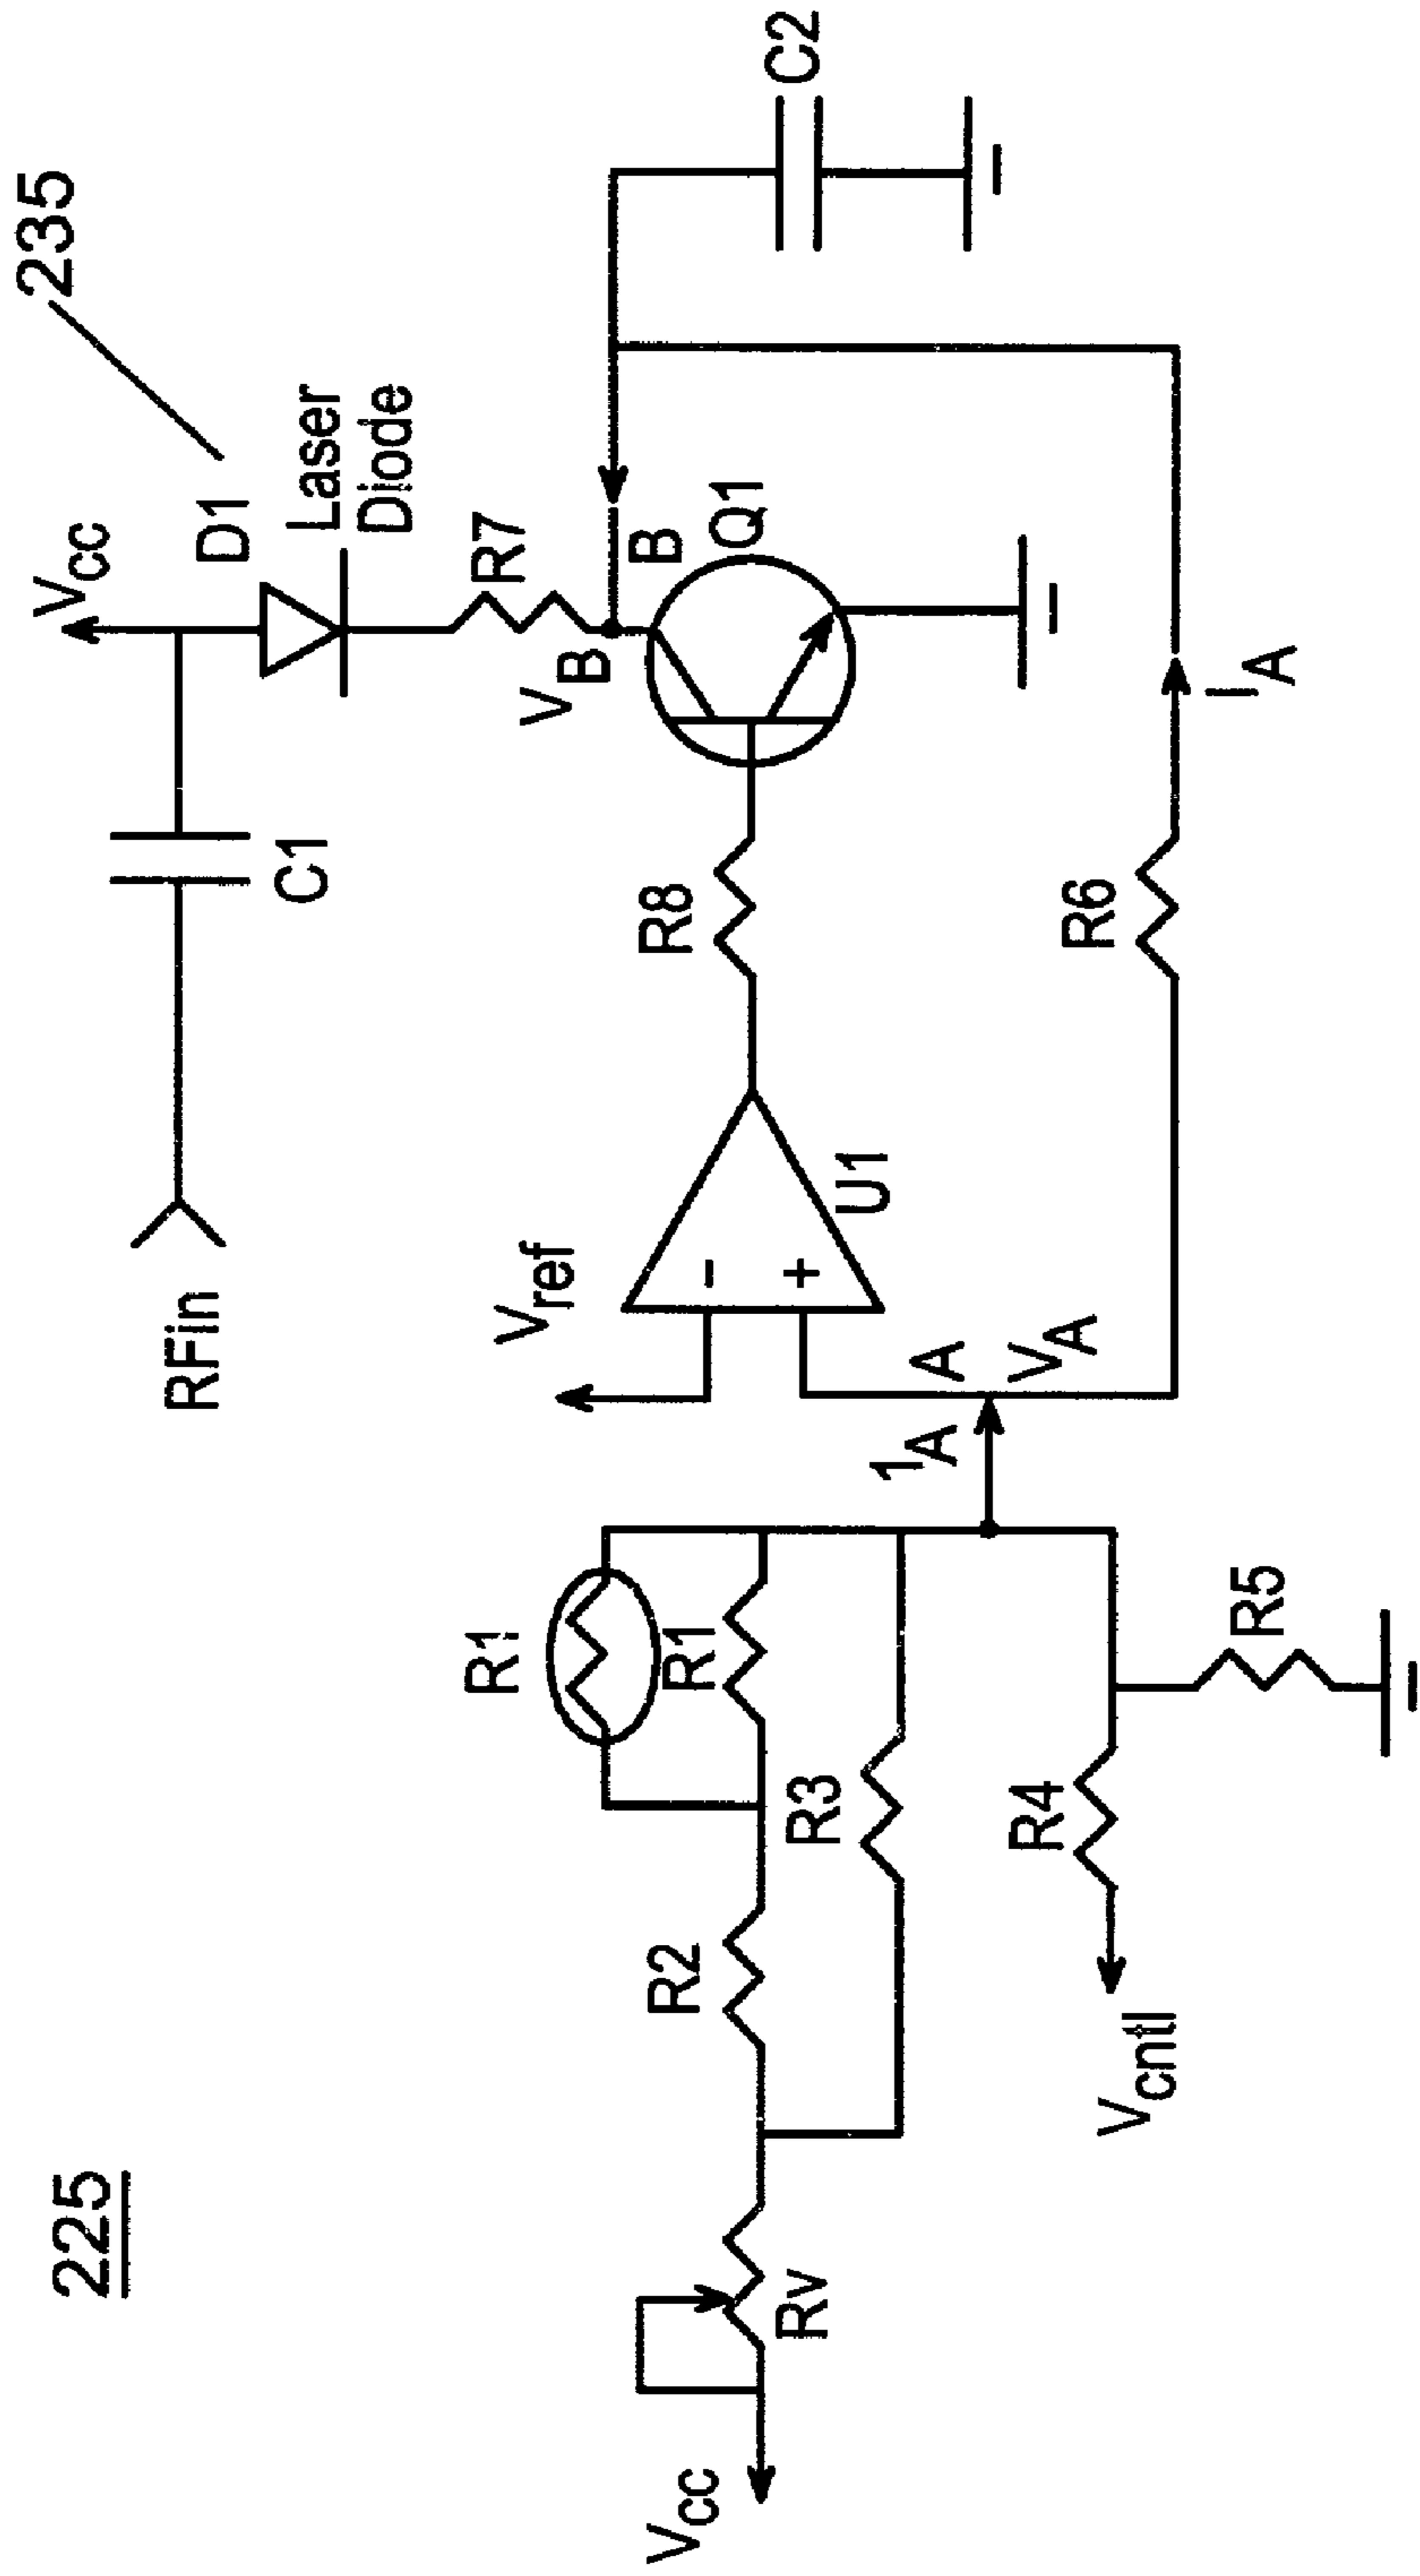 225
235
RFin
C1
Vcc
D1
Laser
Diode
R7
VB
B
Q1
C2
Vref
-
+
U1
R8
A
VA
1A
R6
IA
R1
R1
R2
R3
Rv
Vcc
R4
Vcntl
R5